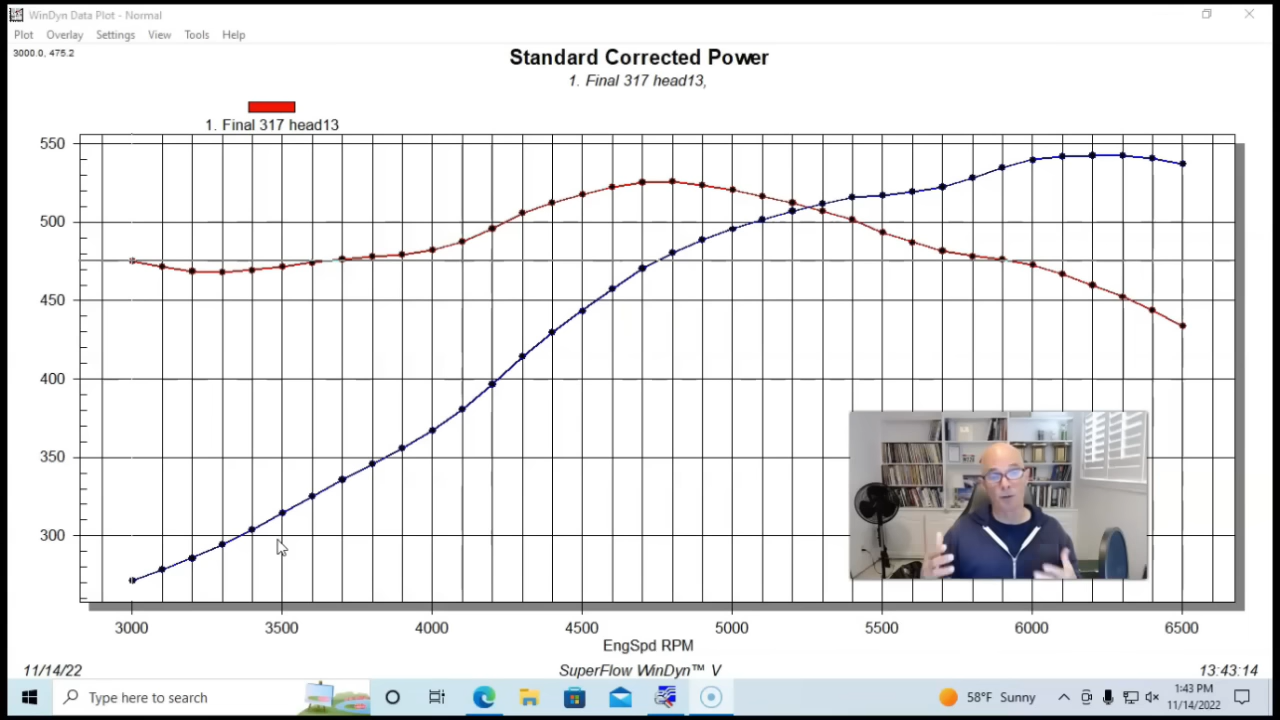 WinDyn Data Plot - Normal
Plot Overlay Settings View Tools Help
3000.0, 475.2
Standard Corrected Power
1. Final 317 head13,
1. Final 317 head13
550
500
450
400
350
300
3000 3500 4000 4500 5000 5500 6000 6500
EngSpd RPM
11/14/22 SuperFlow WinDyn™ V 13:43:14
Type here to search
58°F Sunny
1:43 PM
11/14/2022